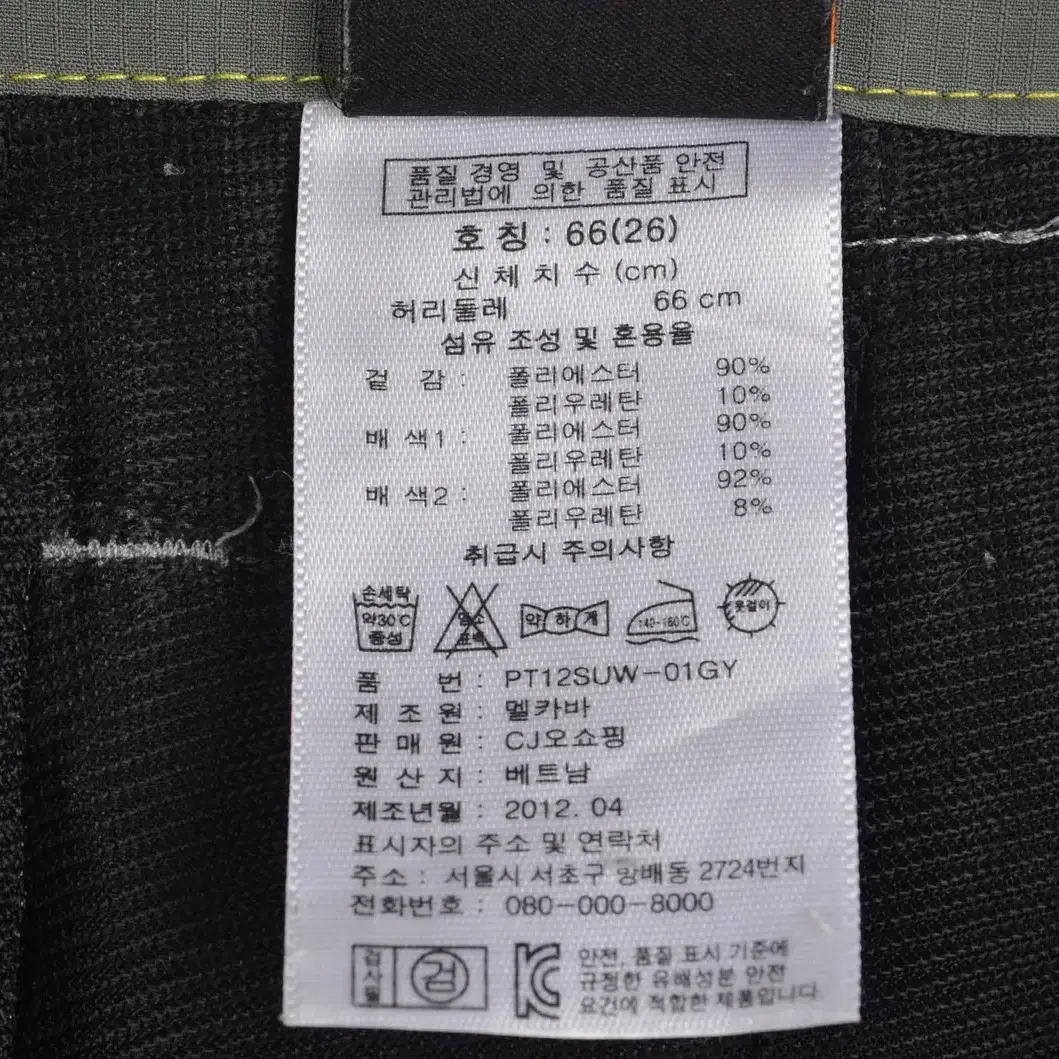 품질 경영 및 공산품 안전
관리법에 의한 품질 표시
호 칭 : 66(26)
신 체 치 수 (cm)
허리둘레 66 cm
섬유 조성 및 혼용율
겉 감 : 폴리에스터 90%
폴리우레탄 10%
배 색1 : 폴리에스터 90%
폴리우레탄 10%
배 색2 : 폴리에스터 92%
폴리우레탄 8%
취급시 주의사항
손세탁
약30℃
중성
염소
표백
약 하 게
140-160℃
옷걸이
품 번 : PT12SUW-01GY
제 조 원 : 멜카바
판 매 원 : CJ오쇼핑
원 산 지 : 베트남
제조년월 : 2012. 04
표시자의 주소 및 연락처
주소 : 서울시 서초구 방배동 2724번지
전화번호 : 080-000-8000
검사필 검
안전, 품질 표시 기준에
규정한 유해성분 안전
요건에 적합한 제품입니다.